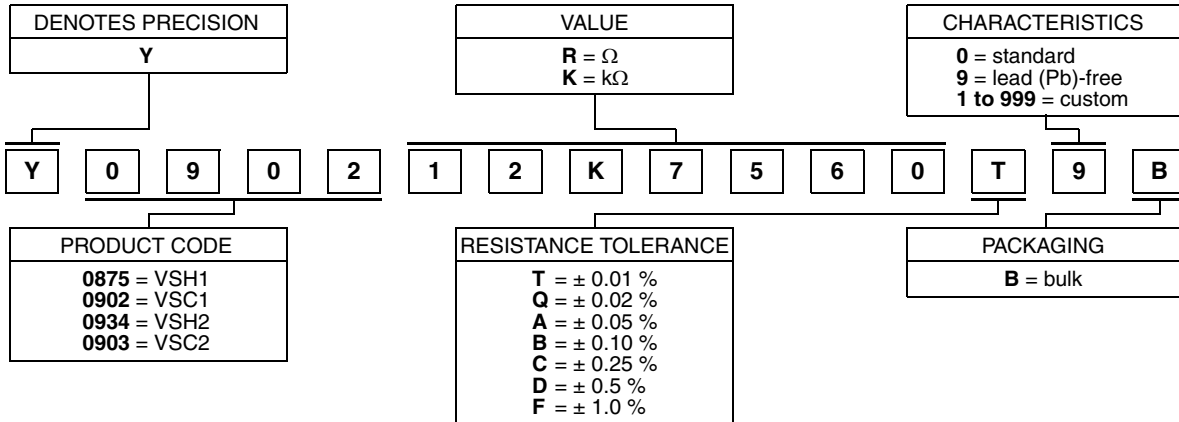 DENOTES PRECISION
Y
VALUE
R = Ω
K = kΩ
CHARACTERISTICS
0 = standard
9 = lead (Pb)-free
1 to 999 = custom
Y 0 9 0 2 1 2 K 7 5 6 0 T 9 B
PRODUCT CODE
0875 = VSH1
0902 = VSC1
0934 = VSH2
0903 = VSC2
RESISTANCE TOLERANCE
T = ± 0.01 %
Q = ± 0.02 %
A = ± 0.05 %
B = ± 0.10 %
C = ± 0.25 %
D = ± 0.5 %
F = ± 1.0 %
PACKAGING
B = bulk